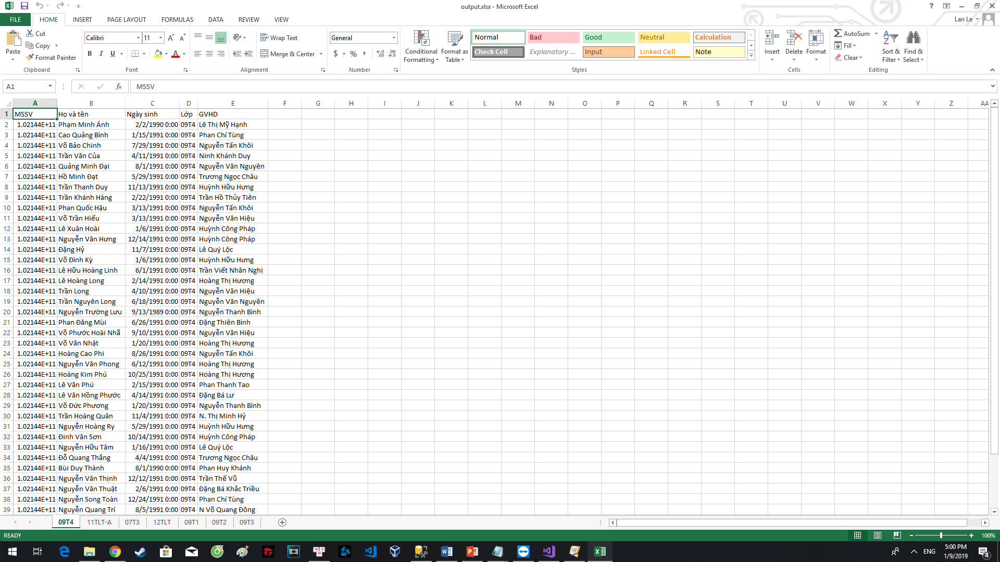 output.xlsx - Microsoft Excel
FILE HOME INSERT PAGE LAYOUT FORMULAS DATA REVIEW VIEW Lan Le
Paste Cut Copy Format Painter Clipboard
Calibri 11 B I U A Font
Wrap Text Merge & Center Alignment
General $ % , Number
Conditional Formatting Format as Table
Normal Bad Good Neutral Calculation
Check Cell Explanatory ... Input Linked Cell Note
Styles
Insert Delete Format Cells
AutoSum Fill Clear Sort & Filter Find & Select Editing
A1 fx MSSV
A B C D E F G H I J K L M N O P Q R S T U V W X Y Z AA
1 MSSV Họ và tên Ngày sinh Lớp GVHD
2 1.02144E+11 Phạm Minh Ánh 2/2/1990 0:00 09T4 Lê Thị Mỹ Hạnh
3 1.02144E+11 Cao Quảng Bình 1/15/1991 0:00 09T4 Phan Chí Tùng
4 1.02144E+11 Võ Bảo Chinh 7/29/1991 0:00 09T4 Nguyễn Tấn Khôi
5 1.02144E+11 Trần Văn Của 4/11/1991 0:00 09T4 Ninh Khánh Duy
6 1.02144E+11 Quảng Minh Đại 8/1/1991 0:00 09T4 Nguyễn Văn Nguyên
7 1.02144E+11 Hồ Minh Đạt 5/29/1991 0:00 09T4 Trương Ngọc Châu
8 1.02144E+11 Trần Thanh Duy 11/13/1991 0:00 09T4 Huỳnh Hữu Hưng
9 1.02144E+11 Trần Khánh Hàng 2/22/1991 0:00 09T4 Trần Hồ Thủy Tiên
10 1.02144E+11 Phan Quốc Hậu 3/13/1991 0:00 09T4 Nguyễn Tấn Khôi
11 1.02144E+11 Võ Trần Hiếu 3/13/1991 0:00 09T4 Nguyễn Văn Hiệu
12 1.02144E+11 Lê Xuân Hoài 1/6/1991 0:00 09T4 Huỳnh Công Pháp
13 1.02144E+11 Nguyễn Văn Hưng 12/14/1991 0:00 09T4 Huỳnh Công Pháp
14 1.02144E+11 Đặng Hỷ 11/7/1991 0:00 09T4 Lê Quý Lộc
15 1.02144E+11 Võ Đình Kỳ 1/6/1991 0:00 09T4 Huỳnh Hữu Hưng
16 1.02144E+11 Lê Hữu Hoàng Linh 6/1/1991 0:00 09T4 Trần Viết Nhân Nghị
17 1.02144E+11 Lê Hoàng Long 2/14/1991 0:00 09T4 Hoàng Thị Hương
18 1.02144E+11 Trần Long 4/10/1991 0:00 09T4 Nguyễn Văn Hiệu
19 1.02144E+11 Trần Nguyên Long 6/18/1991 0:00 09T4 Nguyễn Văn Nguyên
20 1.02144E+11 Nguyễn Trường Lưu 9/13/1989 0:00 09T4 Nguyễn Thanh Bình
21 1.02144E+11 Phan Đăng Mùi 6/26/1991 0:00 09T4 Đặng Thiên Bình
22 1.02144E+11 Võ Phước Hoài Nhã 9/10/1991 0:00 09T4 Nguyễn Văn Hiệu
23 1.02144E+11 Võ Văn Nhật 1/20/1991 0:00 09T4 Hoàng Thị Hương
24 1.02144E+11 Hoàng Cao Phi 8/26/1991 0:00 09T4 Nguyễn Tấn Khôi
25 1.02144E+11 Nguyễn Văn Phong 6/12/1991 0:00 09T4 Hoàng Thị Hương
26 1.02144E+11 Hoàng Kim Phú 10/25/1991 0:00 09T4 Hoàng Thị Hương
27 1.02144E+11 Lê Văn Phú 2/15/1991 0:00 09T4 Phan Thanh Tao
28 1.02144E+11 Lê Văn Hồng Phước 4/14/1991 0:00 09T4 Đặng Bá Lư
29 1.02144E+11 Võ Đức Phương 1/20/1991 0:00 09T4 Nguyễn Thanh Bình
30 1.02144E+11 Trần Hoàng Quân 11/4/1991 0:00 09T4 N. Thị Minh Hỷ
31 1.02144E+11 Nguyễn Hoàng Ry 5/29/1991 0:00 09T4 Huỳnh Hữu Hưng
32 1.02144E+11 Đinh Văn Sơn 10/14/1991 0:00 09T4 Huỳnh Công Pháp
33 1.02144E+11 Nguyễn Hữu Tâm 1/16/1991 0:00 09T4 Lê Quý Lộc
34 1.02144E+11 Đỗ Quang Thắng 4/4/1991 0:00 09T4 Trương Ngọc Châu
35 1.02144E+11 Bùi Duy Thành 8/1/1990 0:00 09T4 Phan Huy Khánh
36 1.02144E+11 Nguyễn Văn Thịnh 12/12/1991 0:00 09T4 Trần Thế Vũ
37 1.02144E+11 Nguyễn Văn Thuật 2/6/1991 0:00 09T4 Đặng Bá Khắc Triều
38 1.02144E+11 Nguyễn Song Toàn 12/24/1991 0:00 09T4 Phan Chí Tùng
39 1.02144E+11 Nguyễn Quang Trí 8/5/1991 0:00 09T4 N Võ Quang Đông
09T4 11TLT-A 07T3 12TLT 09T1 09T2 09T3
READY 100%
ENG 5:00 PM
1/9/2019 4